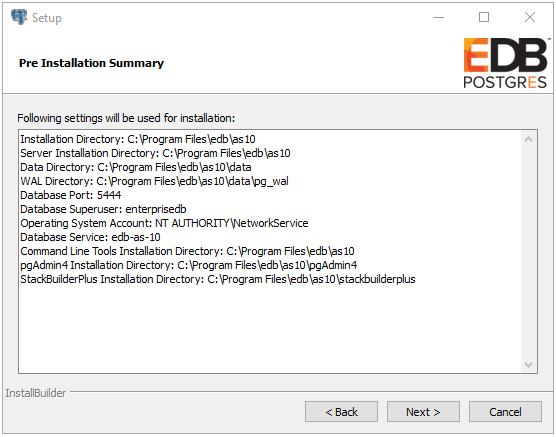 Setup
EDB™
POSTGRES
Pre Installation Summary
Following settings will be used for installation:
Installation Directory: C:\Program Files\edb\as10
Server Installation Directory: C:\Program Files\edb\as10
Data Directory: C:\Program Files\edb\as10\data
WAL Directory: C:\Program Files\edb\as10\data\pg_wal
Database Port: 5444
Database Superuser: enterprisedb
Operating System Account: NT AUTHORITY\NetworkService
Database Service: edb-as-10
Command Line Tools Installation Directory: C:\Program Files\edb\as10
pgAdmin4 Installation Directory: C:\Program Files\edb\as10\pgAdmin4
StackBuilderPlus Installation Directory: C:\Program Files\edb\as10\stackbuilderplus
InstallBuilder
< Back
Next >
Cancel